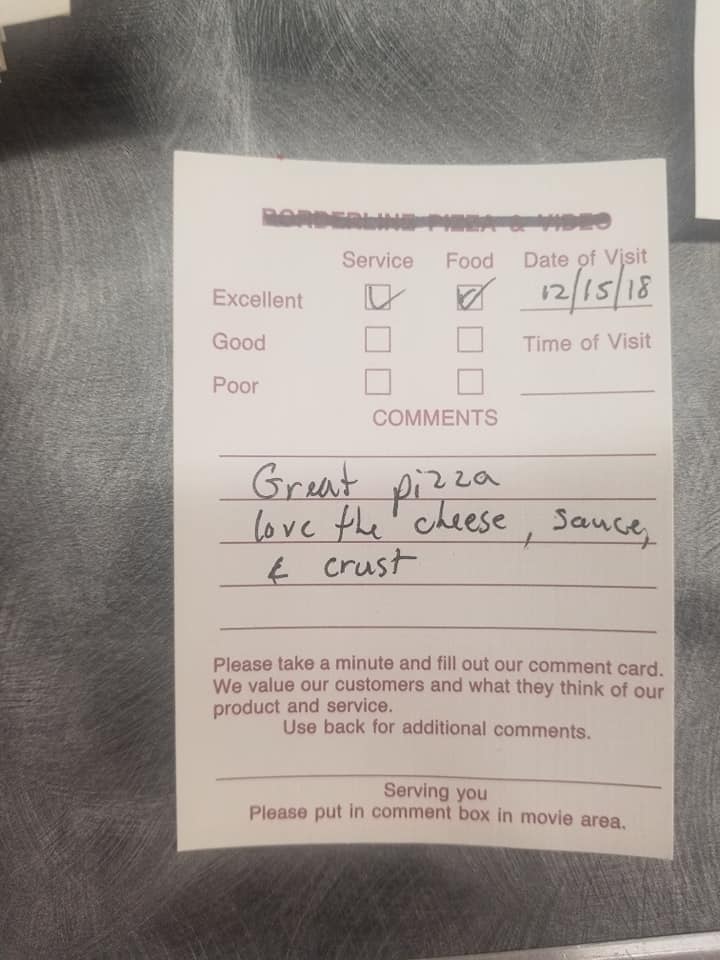 BORDERLINE PIZZA & VIDEO
Service Food Date of Visit
Excellent 12/15/18
Good Time of Visit
Poor
COMMENTS
Great pizza
love the cheese, sauce,
& crust
Please take a minute and fill out our comment card.
We value our customers and what they think of our
product and service.
Use back for additional comments.
Serving you
Please put in comment box in movie area.